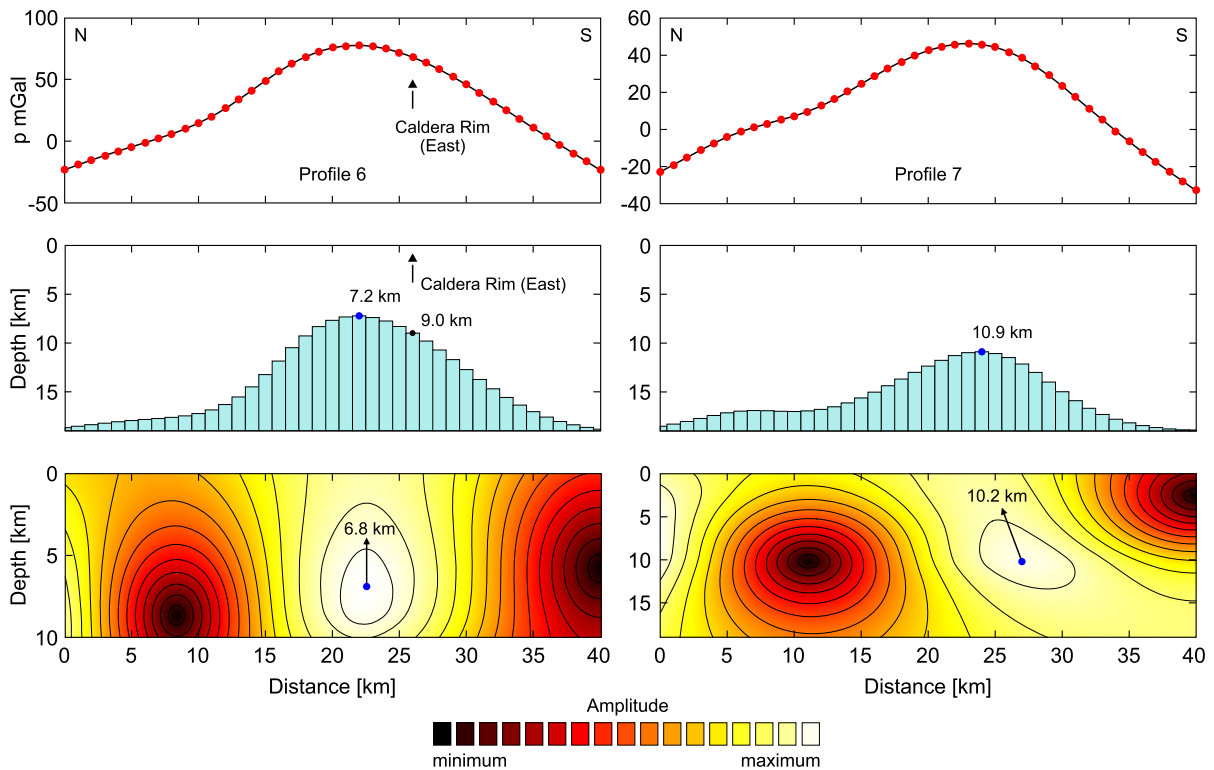 100
N
S
50
p mGal
0
Caldera Rim
(East)
Profile 6
-50
60
N
S
40
20
0
-20
Profile 7
-40
0
Caldera Rim (East)
5
7.2 km
9.0 km
Depth [km]
10
15
0
5
10.9 km
10
15
0
6.8 km
Depth [km]
5
10
0 5 10 15 20 25 30 35 40
Distance [km]
0
10.2 km
5
10
15
0 5 10 15 20 25 30 35 40
Distance [km]
Amplitude
minimum maximum